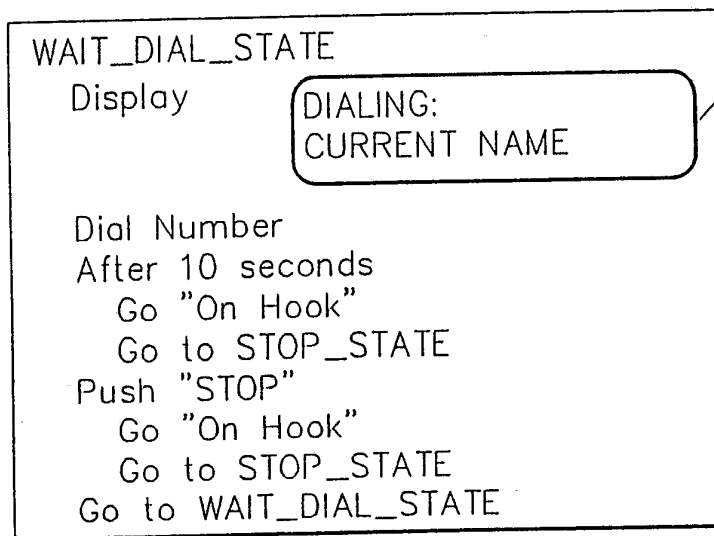 WAIT_DIAL_STATE
Display
DIALING:
CURRENT NAME
Dial Number
After 10 seconds
Go "On Hook"
Go to STOP_STATE
Push "STOP"
Go "On Hook"
Go to STOP_STATE
Go to WAIT_DIAL_STATE